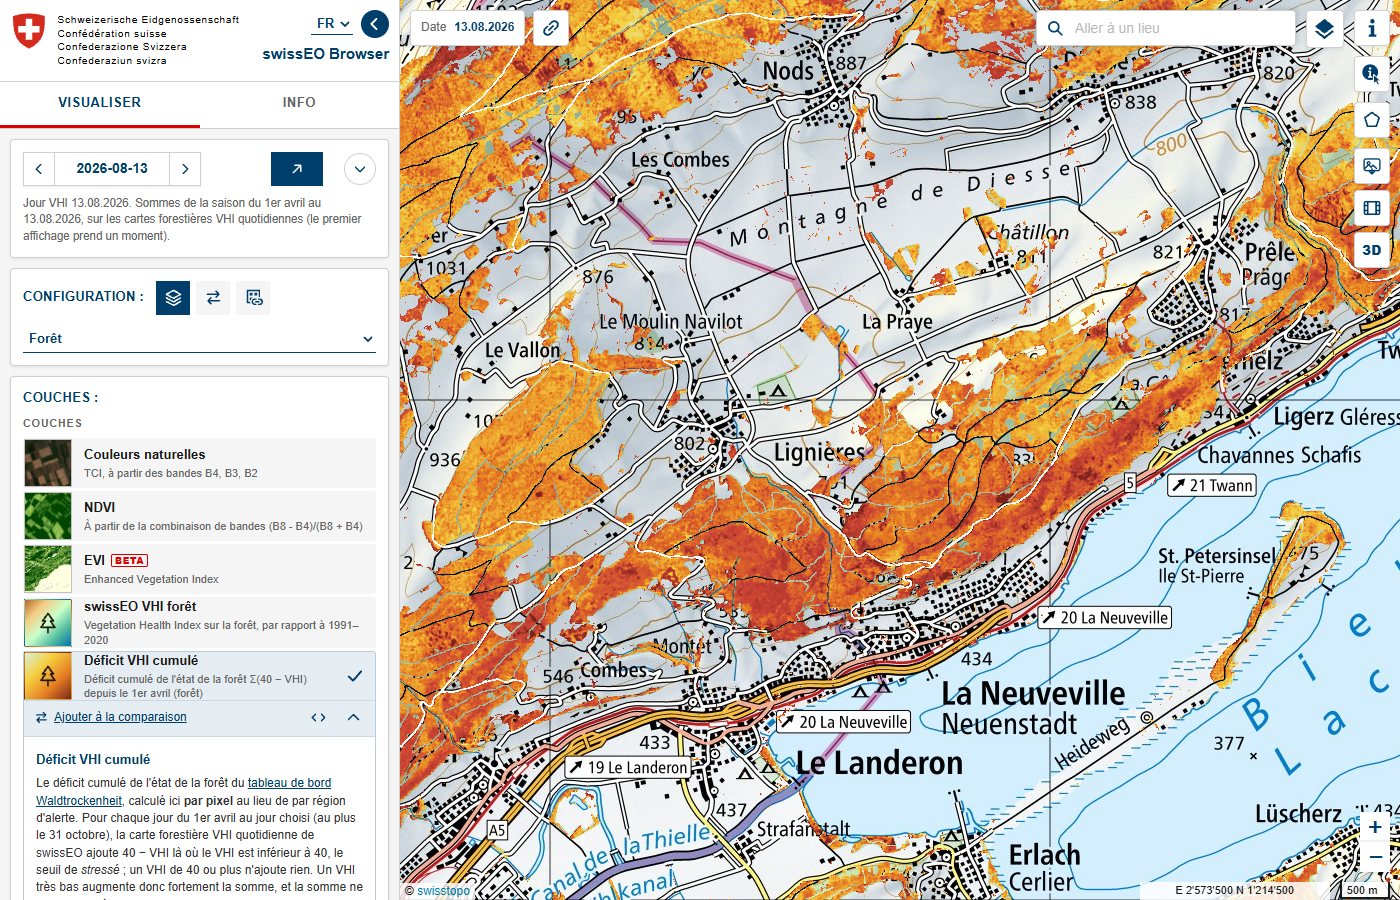 Schweizerische Eidgenossenschaft
Confédération suisse
Confederazione Svizzera
Confederaziun svizra
FR
swissEO Browser
VISUALISER
INFO
2026-08-13
Jour VHI 13.08.2026. Sommes de la saison du 1er avril au
13.08.2026, sur les cartes forestières VHI quotidiennes (le premier
affichage prend un moment).
CONFIGURATION :
Forêt
COUCHES :
COUCHES
Couleurs naturelles
TCI, à partir des bandes B4, B3, B2
NDVI
À partir de la combinaison de bandes (B8 - B4)/(B8 + B4)
EVI BETA
Enhanced Vegetation Index
swissEO VHI forêt
Vegetation Health Index sur la forêt, par rapport à 1991–
2020
Déficit VHI cumulé
Déficit cumulé de l'état de la forêt Σ(40 − VHI)
depuis le 1er avril (forêt)
Ajouter à la comparaison
Déficit VHI cumulé
Le déficit cumulé de l'état de la forêt du tableau de bord
Waldtrockenheit, calculé ici par pixel au lieu de par région
d'alerte. Pour chaque jour du 1er avril au jour choisi (au plus
le 31 octobre), la carte forestière VHI quotidienne de
swissEO ajoute 40 − VHI là où le VHI est inférieur à 40, le
seuil de stressé ; un VHI de 40 ou plus n'ajoute rien. Un VHI
très bas augmente donc fortement la somme, et la somme ne
Date 13.08.2026
Aller à un lieu
3D
Nods
887
838
820
800
Les Combes
Montagne de Diesse
Châtillon
811
1031
876
821
Prêle
Präg
817
Le Moulin Navilot
La Praye
Le Vallon
936
802
Lignières
Ligerz Gléress
Chavannes Schafis
5
21 Twann
St. Petersinsel
Ile St-Pierre
475
20 La Neuveville
434
Montet
546
Combes
La Neuveville
Neuenstadt
20 La Neuveville
433
19 Le Landeron
Le Landeron
437
A5
Strafanstalt
Canal de la Thielle
Zihlkanal
Heideweg
377
Biel
Lac
Lüscherz
434
Erlach
Cerlier
© swisstopo
E 2'573'500 N 1'214'500
500 m